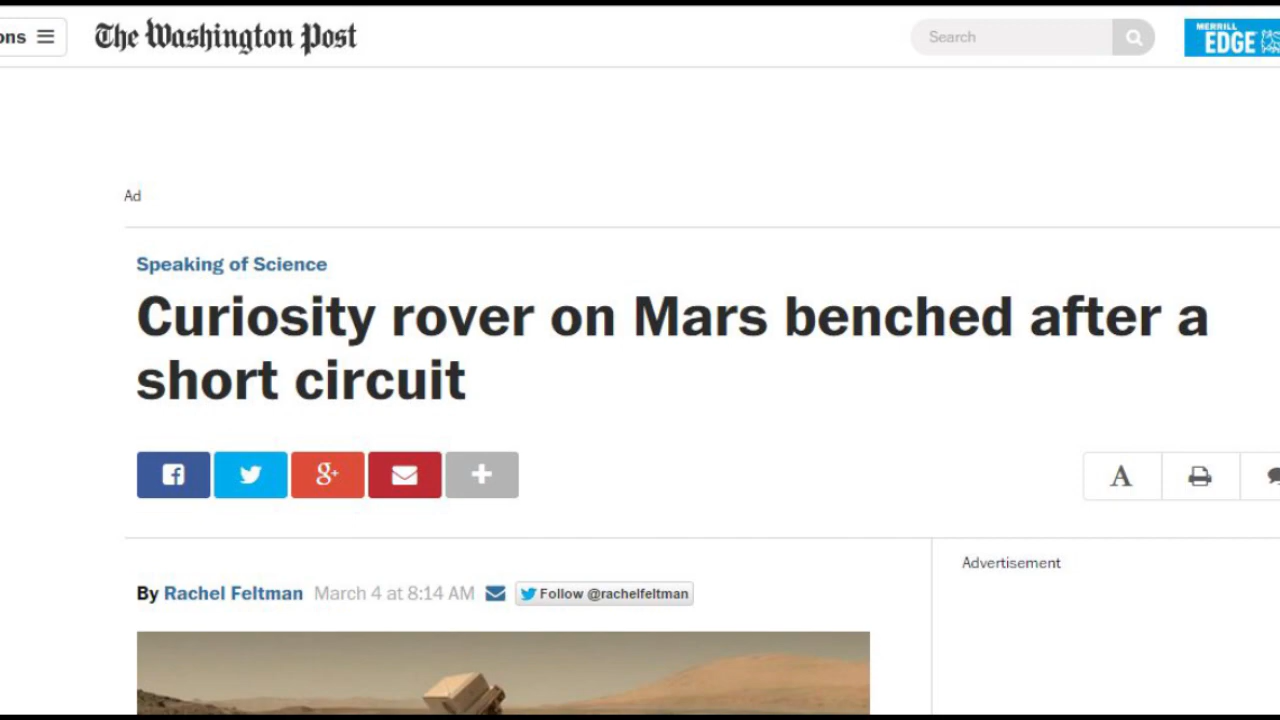 ons
The Washington Post
Search
MERRILL
EDGE
Ad
Speaking of Science
Curiosity rover on Mars benched after a
short circuit
8+
A
By Rachel Feltman March 4 at 8:14 AM Follow @rachelfeltman
Advertisement